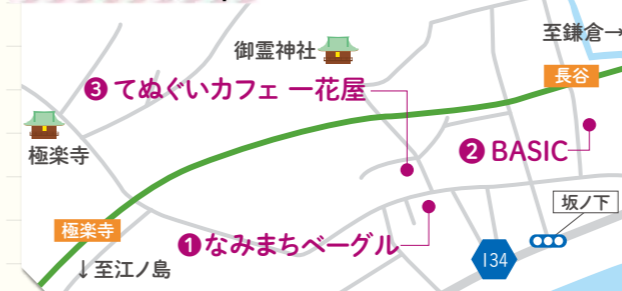 至鎌倉→
御霊神社
長谷
❸てぬぐいカフェ 一花屋
❷BASIC
極楽寺
坂ノ下
極楽寺
❶なみまちベーグル
134
↓至江ノ島